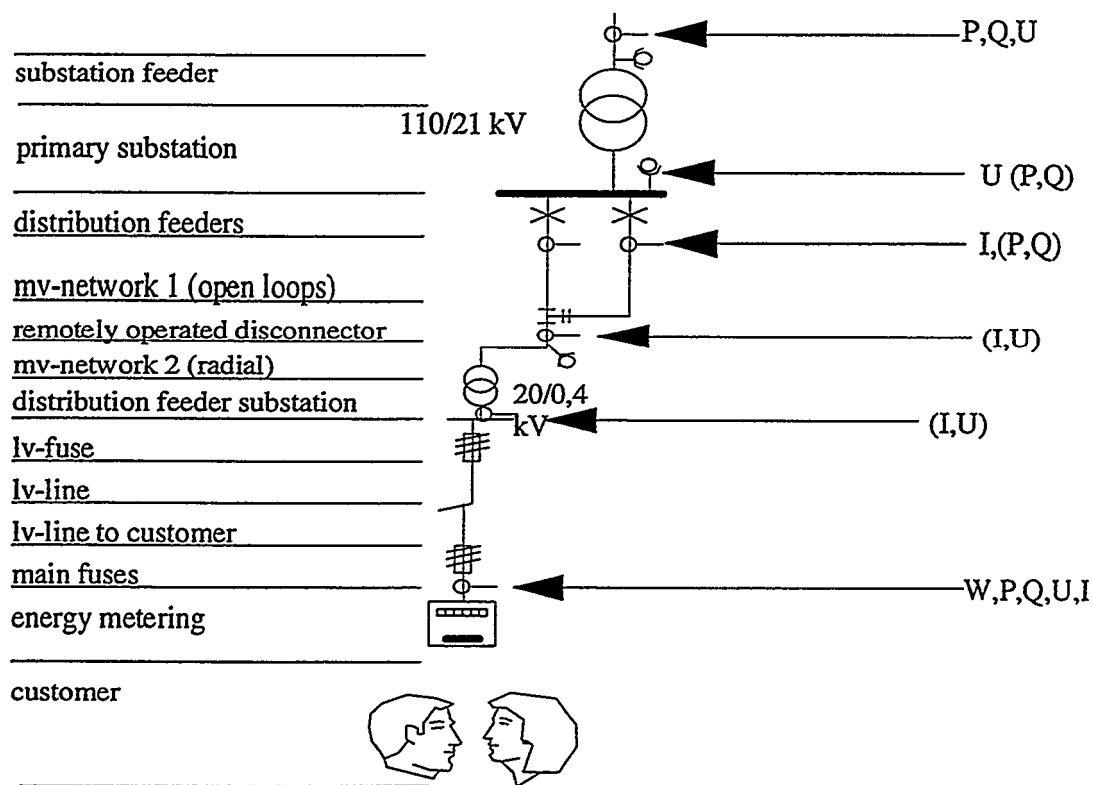 P,Q,U
substation feeder
110/21 kV
primary substation
U (P,Q)
distribution feeders
I,(P,Q)
mv-network 1 (open loops)
remotely operated disconnector
(I,U)
mv-network 2 (radial)
20/0,4
distribution feeder substation
kV
(I,U)
lv-fuse
lv-line
lv-line to customer
main fuses
W,P,Q,U,I
energy metering
customer